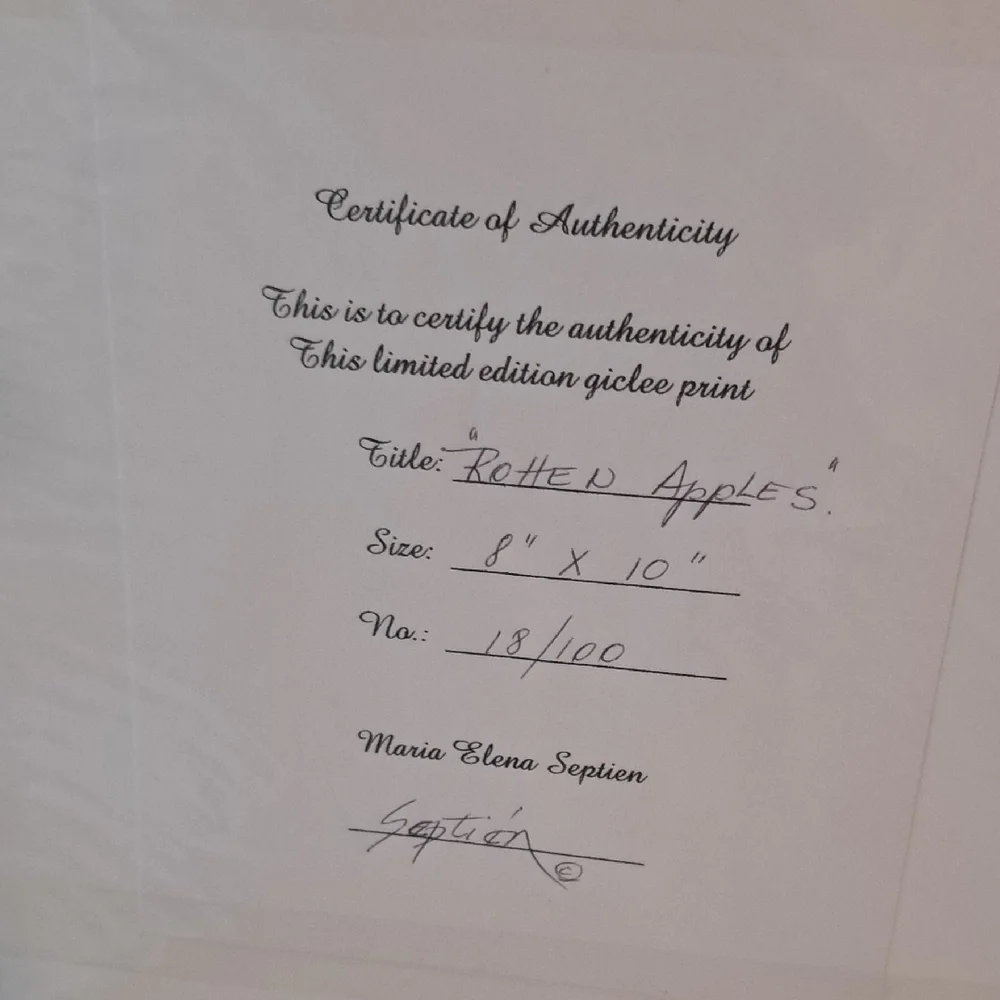 Certificate of Authenticity
This is to certify the authenticity of
This limited edition giclee print
Title: "ROttEN AppLES."
Size: 8" X 10"
No.: 18/100
Maria Elena Septien
Septién ©